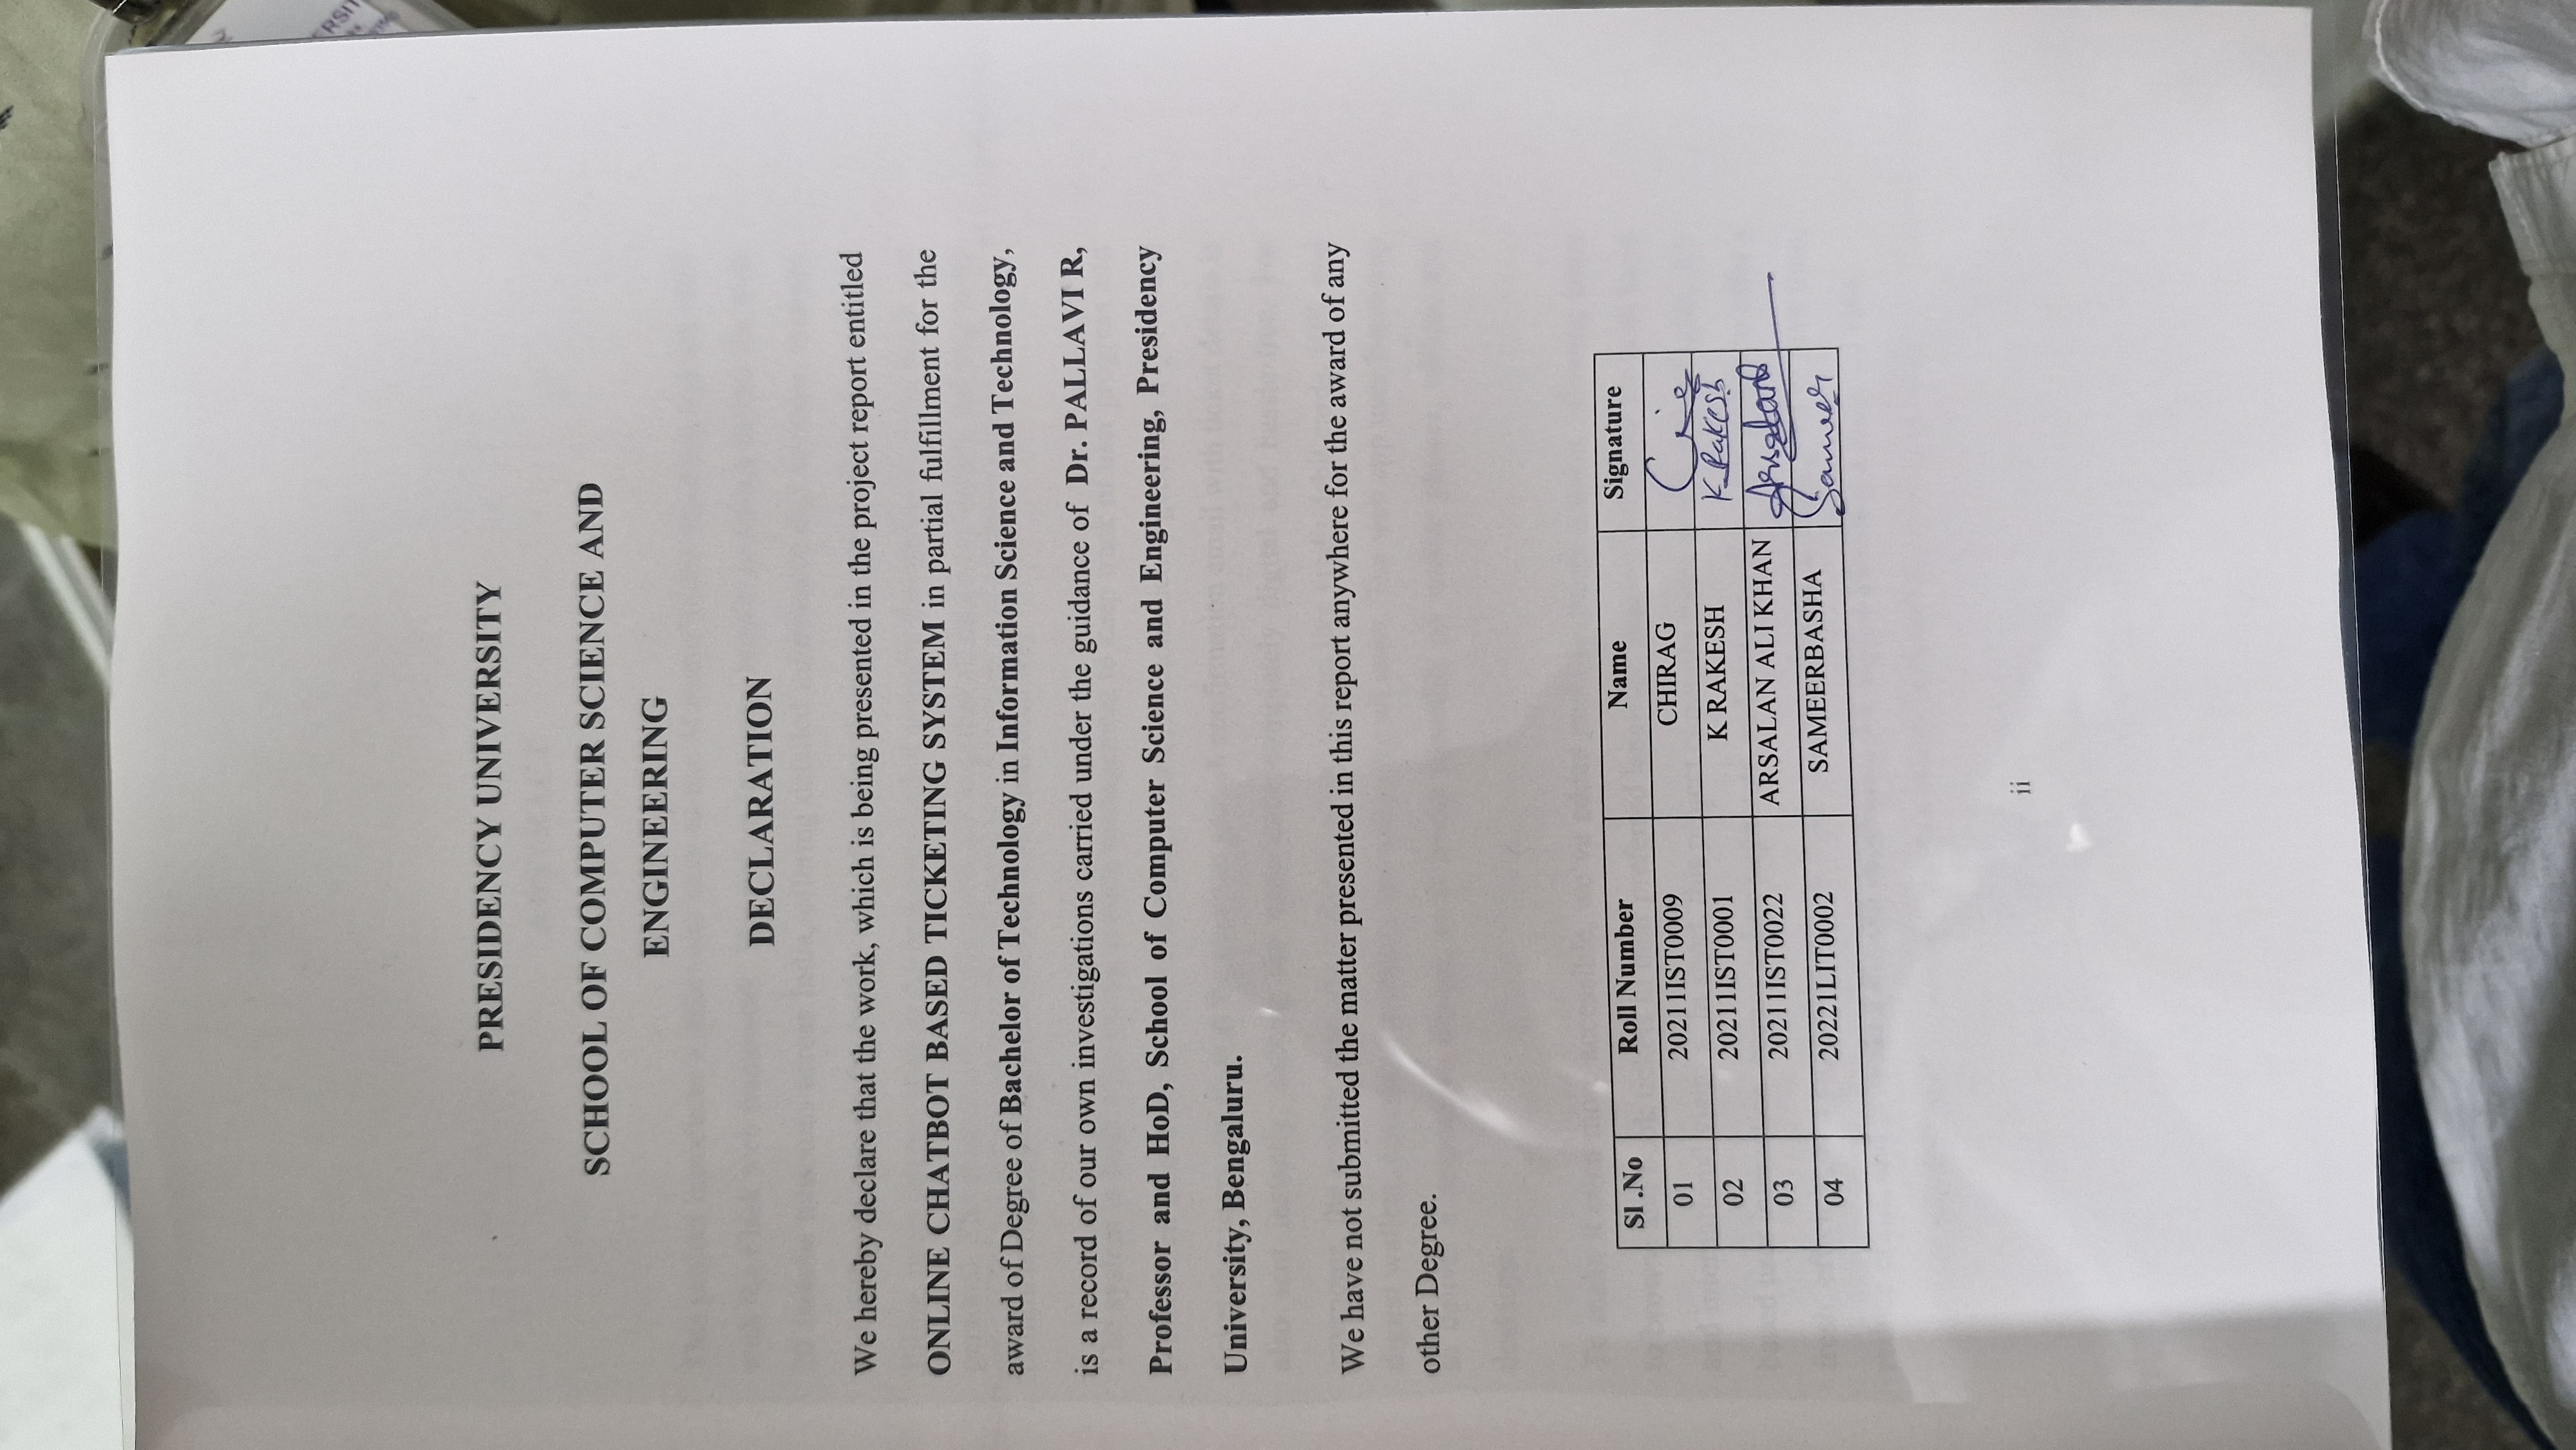 PRESIDENCY UNIVERSITY
SCHOOL OF COMPUTER SCIENCE AND
ENGINEERING
DECLARATION
We hereby declare that the work, which is being presented in the project report entitled
ONLINE CHATBOT BASED TICKETING SYSTEM in partial fulfillment for the
award of Degree of Bachelor of Technology in Information Science and Technology,
is a record of our own investigations carried under the guidance of Dr. PALLAVI R,
Professor and HoD, School of Computer Science and Engineering, Presidency
University, Bengaluru.
We have not submitted the matter presented in this report anywhere for the award of any
other Degree.
Sl .No Roll Number Name Signature
01 20211IST0009 CHIRAG
02 20211IST0001 K RAKESH K Rakesh
03 20211IST0022 ARSALAN ALI KHAN Arsalan
04 20221LIT0002 SAMEERBASHA Sameer
ii